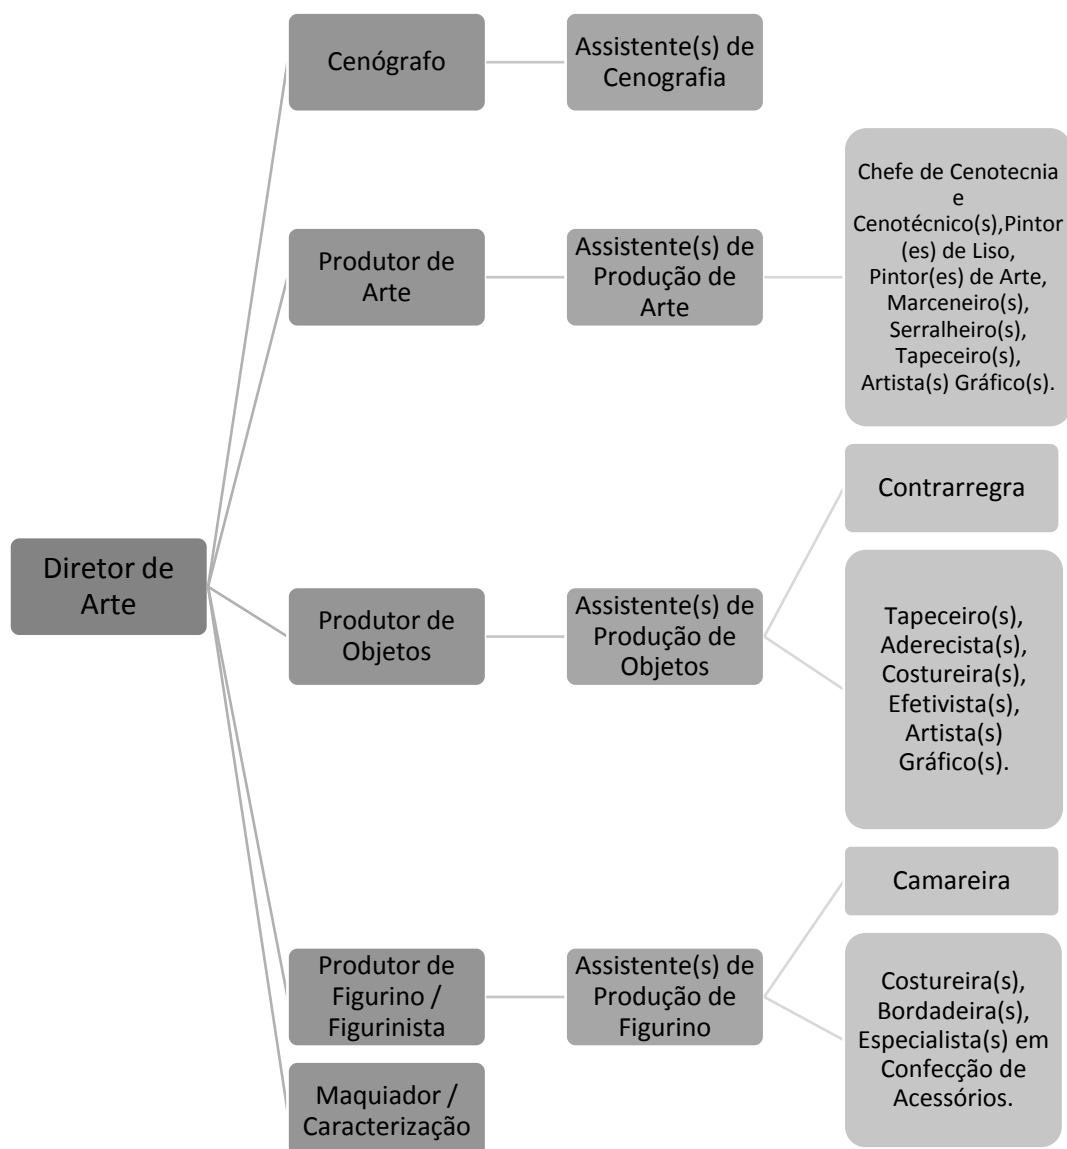 Cenógrafo
Assistente(s) de
Cenografia
Chefe de Cenotecnia
e
Cenotécnico(s),Pintor
(es) de Liso,
Pintor(es) de Arte,
Marceneiro(s),
Serralheiro(s),
Tapeceiro(s),
Artista(s) Gráfico(s).
Produtor de
Arte
Assistente(s) de
Produção de
Arte
Contrarregra
Diretor de
Arte
Produtor de
Objetos
Assistente(s) de
Produção de
Objetos
Tapeceiro(s),
Aderecista(s),
Costureira(s),
Efetivista(s),
Artista(s)
Gráfico(s).
Camareira
Produtor de
Figurino /
Figurinista
Assistente(s) de
Produção de
Figurino
Costureira(s),
Bordadeira(s),
Especialista(s) em
Confecção de
Acessórios.
Maquiador /
Caracterização